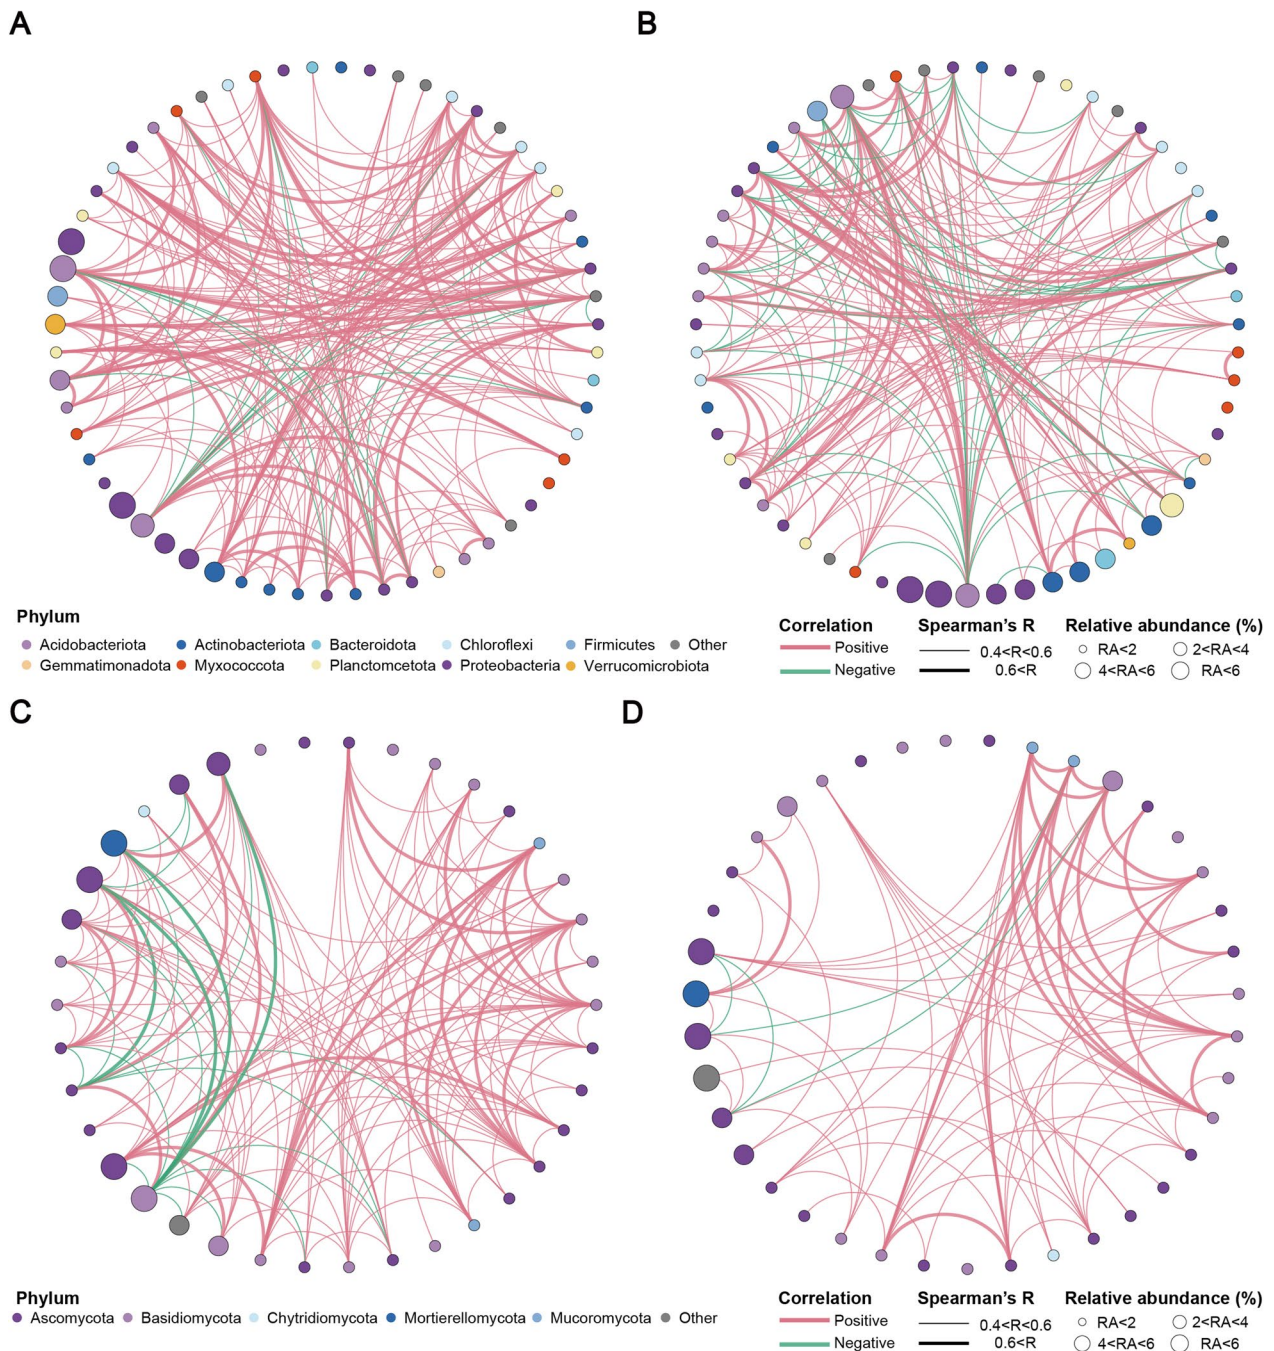 A
B
Phylum
Acidobacteriota Actinobacteriota Bacteroidota Chloroflexi Firmicutes Other
Gemmatimonadota Myxococcota Planctomcetota Proteobacteria Verrucomicrobiota
Correlation Spearman's R Relative abundance (%)
Positive 0.4<R<0.6 RA<2 2<RA<4
Negative 0.6<R 4<RA<6 RA<6
C
D
Phylum
Ascomycota Basidiomycota Chytridiomycota Mortierellomycota Mucoromycota Other
Correlation Spearman's R Relative abundance (%)
Positive 0.4<R<0.6 RA<2 2<RA<4
Negative 0.6<R 4<RA<6 RA<6